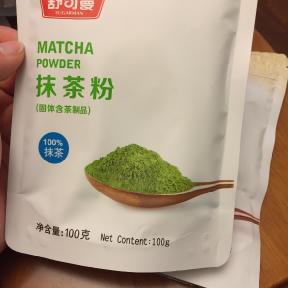 舒可曼
SUGARMAN
MATCHA
POWDER
抹茶粉
(固体含茶制品)
100%
抹茶
净含量:100克 Net Content:100g